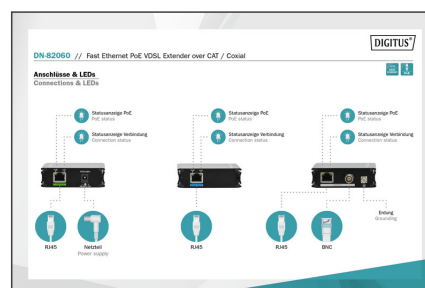 DIGITUS®
DN-82060 // Fast Ethernet PoE VDSL Extender over CAT / Coxial
Anschlüsse & LEDs
Connections & LEDs
Statusanzeige PoE
PoE status
Statusanzeige Verbindung
Connection status
Statusanzeige PoE
PoE status
Statusanzeige Verbindung
Connection status
Statusanzeige PoE
PoE status
Statusanzeige Verbindung
Connection status
RJ45
Netzteil
Power supply
RJ45
RJ45
BNC
Erdung
Grounding